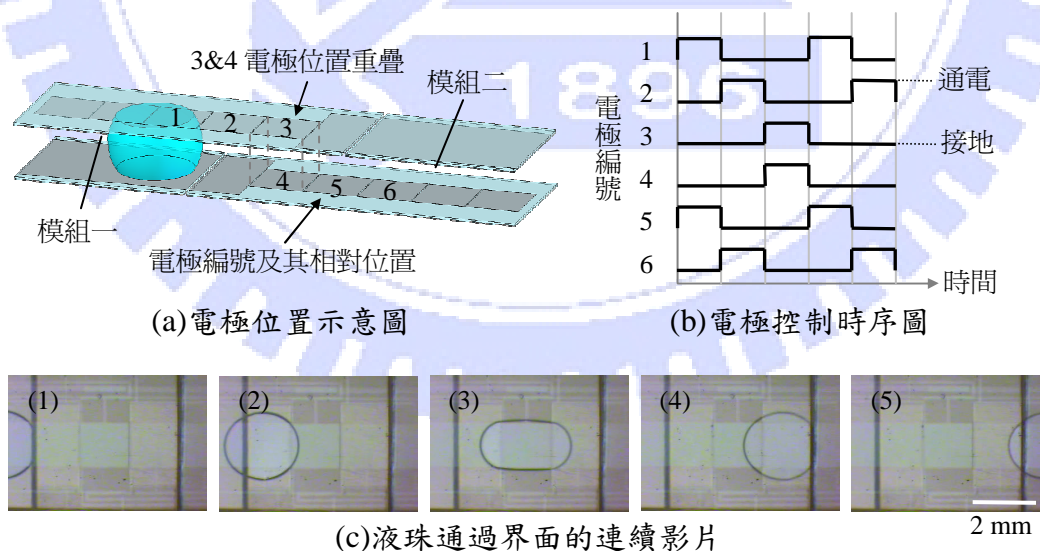 3&4 電極位置重疊
模組二
1
2
3
4
5
6
模組一
電極編號及其相對位置
(a)電極位置示意圖
1896
電極編號
1
2
3
4
5
6
通電
接地
時間
(b)電極控制時序圖
(1)
(2)
(3)
(4)
(5)
2 mm
(c)液珠通過界面的連續影片